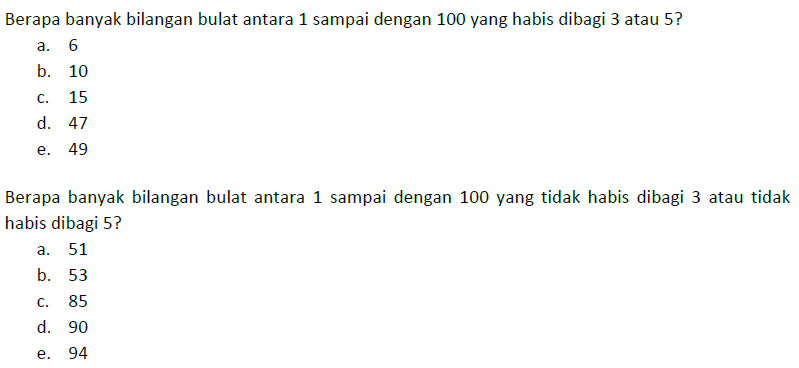 Berapa banyak bilangan bulat antara 1 sampai dengan 100 yang habis dibagi 3 atau 5?
a. 6
b. 10
c. 15
d. 47
e. 49
Berapa banyak bilangan bulat antara 1 sampai dengan 100 yang tidak habis dibagi 3 atau tidak
habis dibagi 5?
a. 51
b. 53
c. 85
d. 90
e. 94